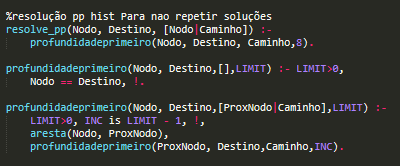 %resolução pp hist Para nao repetir soluções
resolve_pp(Nodo, Destino, [Nodo|Caminho]) :-
profundidadeprimeiro(Nodo, Destino, Caminho,8).
profundidadeprimeiro(Nodo, Destino,[],LIMIT) :- LIMIT>0,
Nodo == Destino, !.
profundidadeprimeiro(Nodo, Destino,[ProxNodo|Caminho],LIMIT) :-
LIMIT>0, INC is LIMIT - 1, !,
aresta(Nodo, ProxNodo),
profundidadeprimeiro(ProxNodo, Destino,Caminho,INC).